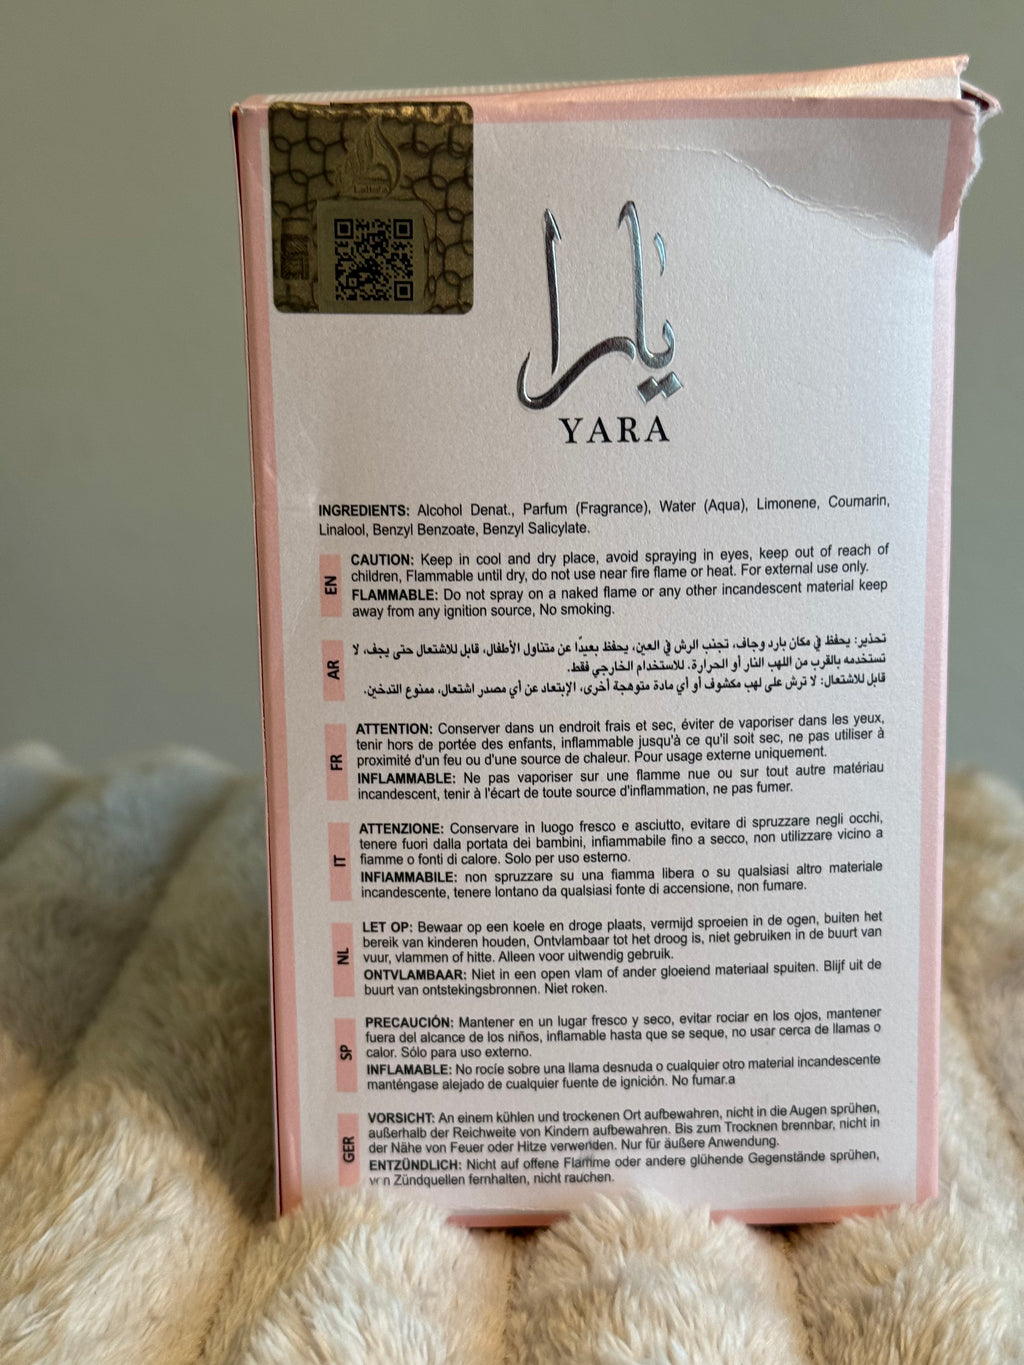 Lattafa
يارا
YARA
INGREDIENTS: Alcohol Denat., Parfum (Fragrance), Water (Aqua), Limonene, Coumarin,
Linalool, Benzyl Benzoate, Benzyl Salicylate.
EN
CAUTION: Keep in cool and dry place, avoid spraying in eyes, keep out of reach of
children, Flammable until dry, do not use near fire flame or heat. For external use only.
FLAMMABLE: Do not spray on a naked flame or any other incandescent material keep
away from any ignition source, No smoking.
AR
تحذير: يحفظ في مكان بارد وجاف، تجنب الرش في العين، يحفظ بعيدًا عن متناول الأطفال، قابل للاشتعال حتى يجف، لا
تستخدمه بالقرب من اللهب النار أو الحرارة. للاستخدام الخارجي فقط.
قابل للاشتعال: لا ترش على لهب مكشوف أو أي مادة متوهجة أخرى، الإبتعاد عن أي مصدر اشتعال، ممنوع التدخين.
FR
ATTENTION: Conserver dans un endroit frais et sec, éviter de vaporiser dans les yeux,
tenir hors de portée des enfants, inflammable jusqu'à ce qu'il soit sec, ne pas utiliser à
proximité d'un feu ou d'une source de chaleur. Pour usage externe uniquement.
INFLAMMABLE: Ne pas vaporiser sur une flamme nue ou sur tout autre matériau
incandescent, tenir à l'écart de toute source d'inflammation, ne pas fumer.
IT
ATTENZIONE: Conservare in luogo fresco e asciutto, evitare di spruzzare negli occhi,
tenere fuori dalla portata dei bambini, infiammabile fino a secco, non utilizzare vicino a
fiamme o fonti di calore. Solo per uso esterno.
INFIAMMABILE: non spruzzare su una fiamma libera o su qualsiasi altro materiale
incandescente, tenere lontano da qualsiasi fonte di accensione, non fumare.
NL
LET OP: Bewaar op een koele en droge plaats, vermijd sproeien in de ogen, buiten het
bereik van kinderen houden, Ontvlambaar tot het droog is, niet gebruiken in de buurt van
vuur, vlammen of hitte. Alleen voor uitwendig gebruik.
ONTVLAMBAAR: Niet in een open vlam of ander gloeiend materiaal spuiten. Blijf uit de
buurt van ontstekingsbronnen. Niet roken.
SP
PRECAUCIÓN: Mantener en un lugar fresco y seco, evitar rociar en los ojos, mantener
fuera del alcance de los niños, inflamable hasta que se seque, no usar cerca de llamas o
calor. Sólo para uso externo.
INFLAMABLE: No rocíe sobre una llama desnuda o cualquier otro material incandescente
manténgase alejado de cualquier fuente de ignición. No fumar.a
GER
VORSICHT: An einem kühlen und trockenen Ort aufbewahren, nicht in die Augen sprühen,
außerhalb der Reichweite von Kindern aufbewahren. Bis zum Trocknen brennbar, nicht in
der Nähe von Feuer oder Hitze verwenden. Nur für äußere Anwendung.
ENTZÜNDLICH: Nicht auf offene Flamme oder andere glühende Gegenstände sprühen,
von Zündquellen fernhalten, nicht rauchen.